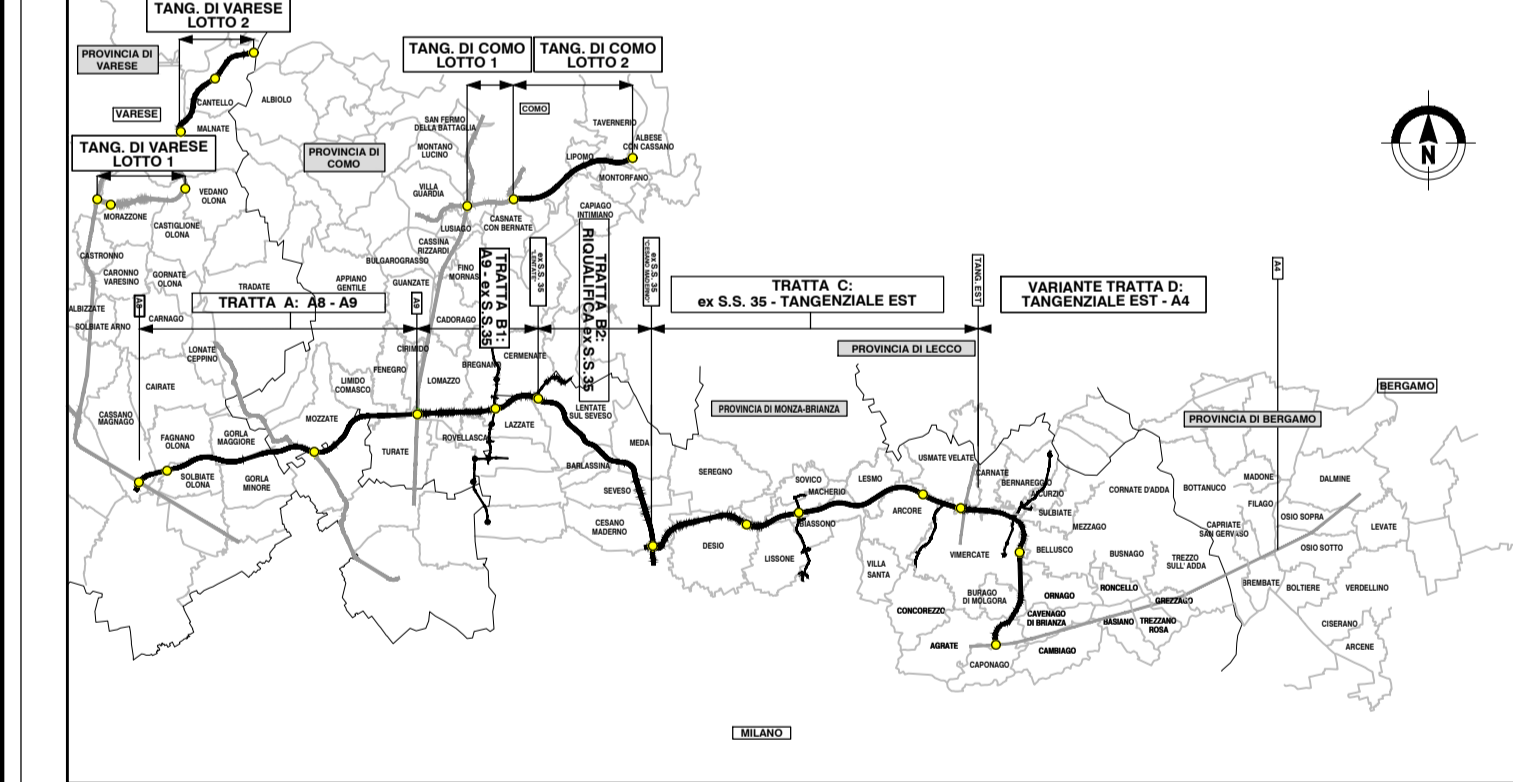 TANG. DI VARESE
LOTTO 2
PROVINCIA DI
VARESE
TANG. DI COMO
LOTTO 1
TANG. DI COMO
LOTTO 2
CANTELLO
ALBIOLO
VARESE
MALNATE
COMO
SAN FERMO
DELLA BATTAGLIA
TAVERNERIO
ALBESE
CON CASSANO
TANG. DI VARESE
LOTTO 1
PROVINCIA DI
COMO
MONTANO
LUCINO
LIPOMO
MONTORFANO
N
VEDANO
OLONA
VILLA
GUARDIA
MORAZZONE
CASTIGLIONE
OLONA
LUSIAGO
CASNATE
CON BERNATE
CAPIAGO
INTIMIANO
CASTRONNO
CASSINA
RIZZARDI
BULGAROGRASSO
CARONNO
VARESINO
GORNATE
OLONA
TRADATE
APPIANO
GENTILE
GUANZATE
FINO
MORNAS
TRATTA B1:
A9 - ex S.S.35
ex S.S. 35
"LENTATE"
TRATTA B2:
RIQUALIFICA ex S.S.35
ex S.S. 35
"CESANO MADERNO"
TRATTA C:
ex S.S. 35 - TANGENZIALE EST
TANG. EST
VARIANTE TRATTA D:
TANGENZIALE EST - A4
A4
ALBIZZATE
A8
TRATTA A: A8 - A9
A9
SOLBIATE ARNO
CARNAGO
CADORAGO
LONATE
CEPPINO
CIRIMIDO
CERMENATE
BREGNANO
PROVINCIA DI LECCO
FENEGRO
LIMIDO
COMASCO
LOMAZZO
CAIRATE
BERGAMO
CASSANO
MAGNAGO
MOZZATE
LENTATE
SUL SEVESO
PROVINCIA DI MONZA-BRIANZA
PROVINCIA DI BERGAMO
FAGNANO
OLONA
GORLA
MAGGIORE
ROVELLASCA
LAZZATE
MEDA
TURATE
USMATE VELATE
SOLBIATE
OLONA
GORLA
MINORE
BARLASSINA
SEREGNO
SOVICO
LESMO
CARNATE
BERNAREGGIO
MADONE
DALMINE
SEVESO
MACHERIO
AICURZIO
CORNATE D'ADDA
BOTTANUCO
FILAGO
CESANO
MADERNO
BIASSONO
ARCORE
SULBIATE
MEZZAGO
CAPRIATE
SAN GERVASO
OSIO SOPRA
LEVATE
DESIO
LISSONE
VIMERCATE
BELLUSCO
BUSNAGO
TREZZO
SULL' ADDA
OSIO SOTTO
VILLA
SANTA
BURAGO
DI MOLGORA
ORNAGO
RONCELLO
GREZZAGO
BREMBATE
BOLTIERE
VERDELLINO
CONCOREZZO
CAVENAGO
DI BRIANZA
BASIANO
TREZZANO
ROSA
CISERANO
AGRATE
CAMBIAGO
ARCENE
CAPONAGO
MILANO